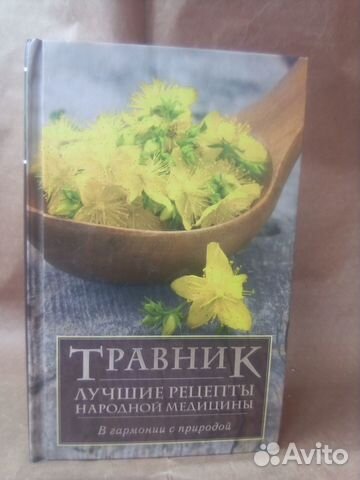 ТРАВНИК
ЛУЧШИЕ РЕЦЕПТЫ
НАРОДНОЙ МЕДИЦИНЫ
В гармонии с природой
Avito